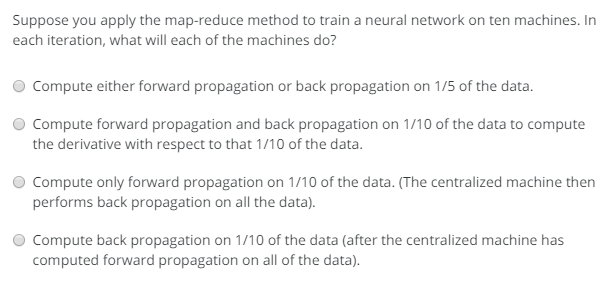 Suppose you apply the map-reduce method to train a neural network on ten machines. In
each iteration, what will each of the machines do?
Compute either forward propagation or back propagation on 1/5 of the data.
Compute forward propagation and back propagation on 1/10 of the data to compute
the derivative with respect to that 1/10 of the data.
Compute only forward propagation on 1/10 of the data. (The centralized machine then
performs back propagation on all the data).
Compute back propagation on 1/10 of the data (after the centralized machine has
computed forward propagation on all of the data).